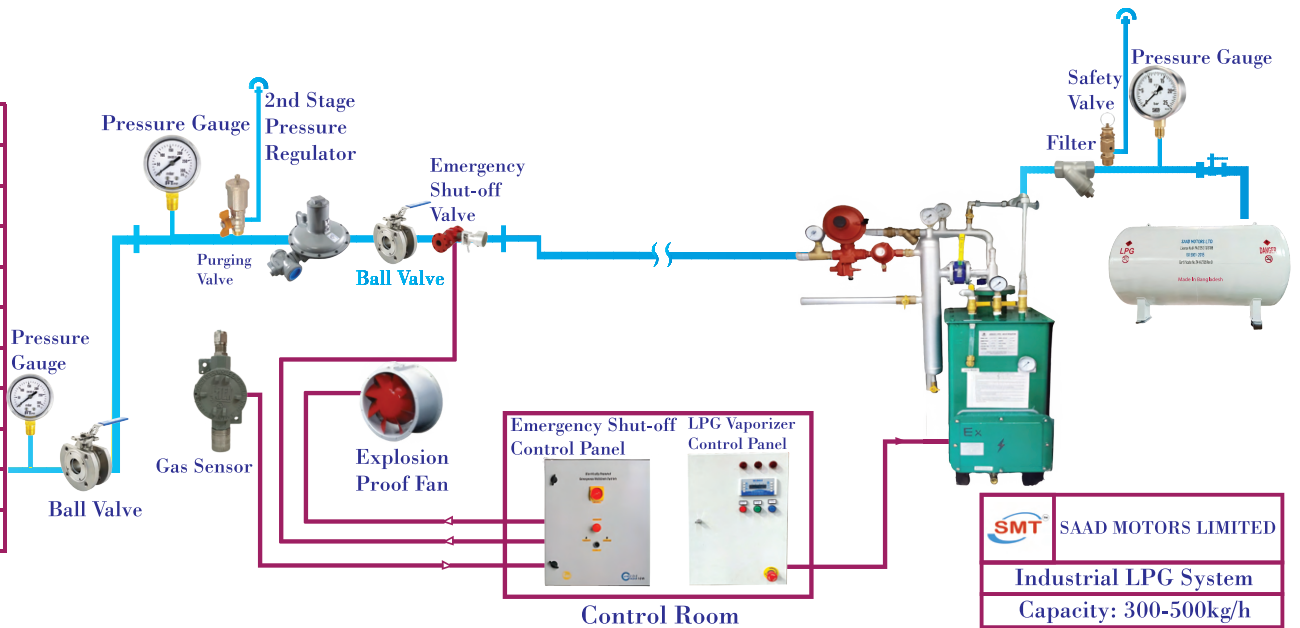 Pressure Gauge
2nd Stage
Pressure
Regulator
Emergency
Shut-off
Valve
Purging
Valve
Ball Valve
Pressure
Gauge
Ball Valve
Gas Sensor
Explosion
Proof Fan
Emergency Shut-off
Control Panel
LPG Vaporizer
Control Panel
Control Room
Ex
Safety
Valve
Pressure Gauge
Filter
LPG
SAAD MOTORS LTD
DANGER
Made In Bangladesh
SMT
SAAD MOTORS LIMITED
Industrial LPG System
Capacity: 300-500kg/h